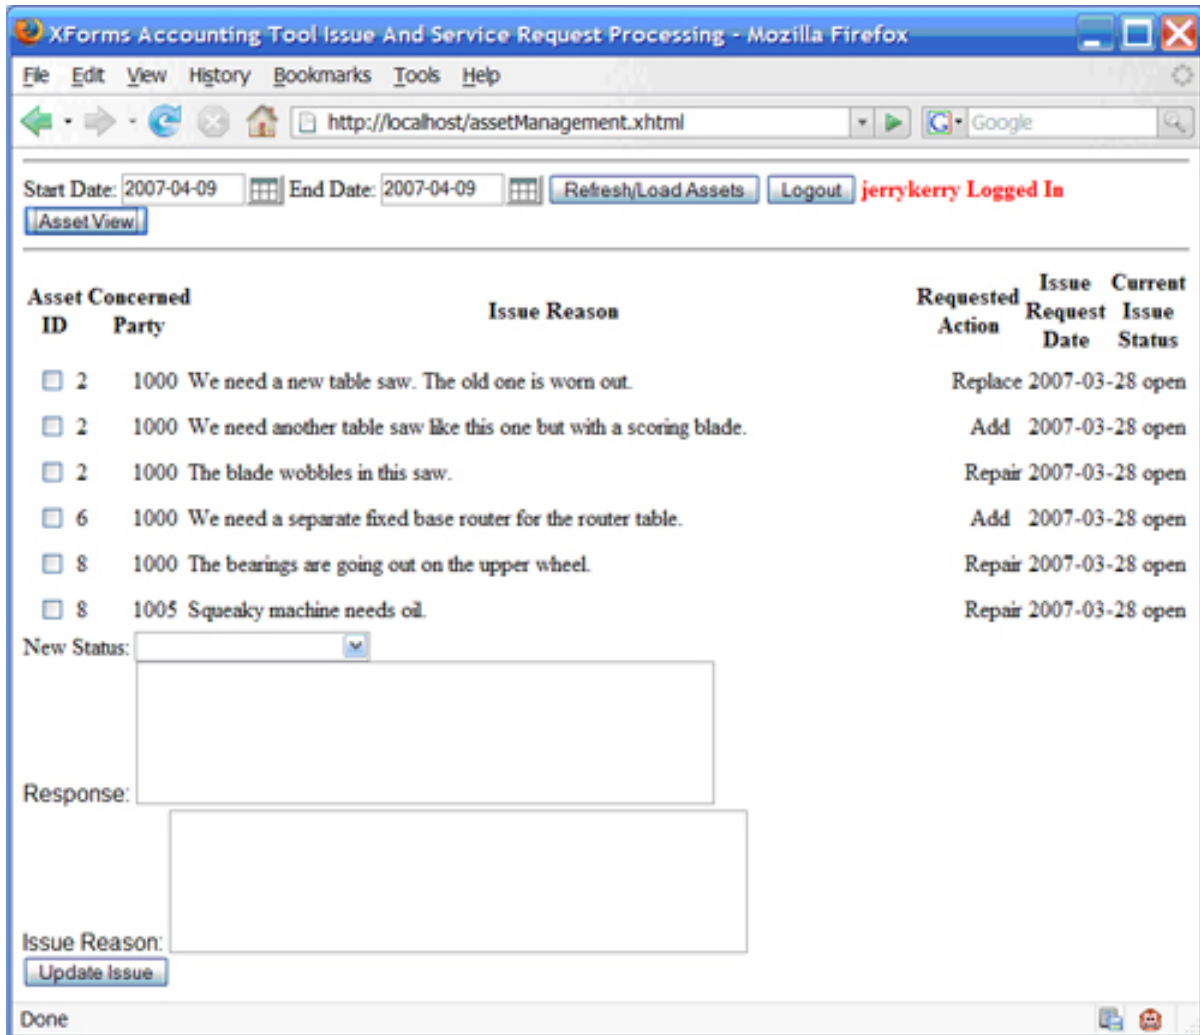 XForms Accounting Tool Issue And Service Request Processing - Mozilla Firefox
File Edit View History Bookmarks Tools Help
http://localhost/assetManagement.xhtml G Google
Start Date: 2007-04-09 End Date: 2007-04-09 Refresh/Load Assets Logout jerrykerry Logged In
Asset View
Asset ID Concerned Party Issue Reason Requested Action Issue Request Date Current Issue Status
2 1000 We need a new table saw. The old one is worn out. Replace 2007-03-28 open
2 1000 We need another table saw like this one but with a scoring blade. Add 2007-03-28 open
2 1000 The blade wobbles in this saw. Repair 2007-03-28 open
6 1000 We need a separate fixed base router for the router table. Add 2007-03-28 open
8 1000 The bearings are going out on the upper wheel. Repair 2007-03-28 open
8 1005 Squeaky machine needs oil. Repair 2007-03-28 open
New Status:
Response:
Issue Reason:
Update Issue
Done